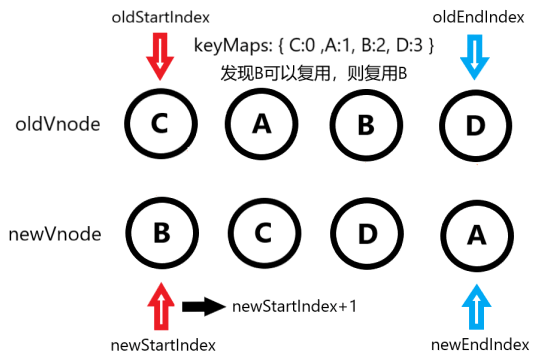 oldStartIndex oldEndIndex
keyMaps: { C:0 ,A:1, B:2, D:3 }
发现B可以复用，则复用B
oldVnode C A B D
newVnode B C D A
newStartIndex+1
newStartIndex newEndIndex